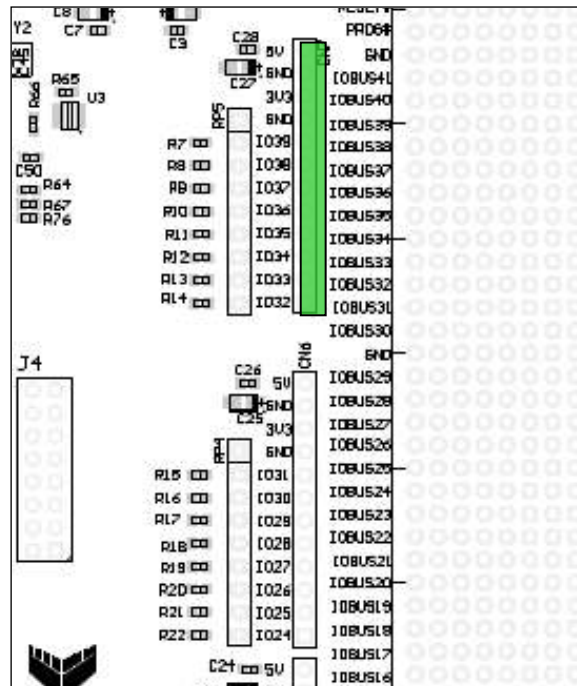 C8
C7
C3
Y2
C28
5V
PROG#
GND
GND
IOBUS41
R65
C27
3V3
IOBUS40
R66
U3
GND
IOBUS39
RP5
R7
IO39
IOBUS38
C50
R8
IO38
IOBUS37
R64
R9
IO37
IOBUS36
R67
R10
IO36
IOBUS35
R76
R11
IO35
IOBUS34
R12
IO34
IOBUS33
R13
IO33
IOBUS32
R14
IO32
IOBUS31
IOBUS30
J4
CN6
GND
C26
5V
IOBUS29
GND
IOBUS28
C25
3V3
IOBUS27
RP4
GND
IOBUS26
R15
IO31
IOBUS25
R16
IO30
IOBUS24
R17
IO29
IOBUS23
R18
IO28
IOBUS22
R19
IO27
IOBUS21
R20
IO26
IOBUS20
R21
IO25
IOBUS19
R22
IO24
IOBUS18
IOBUS17
C24
5V
IOBUS16